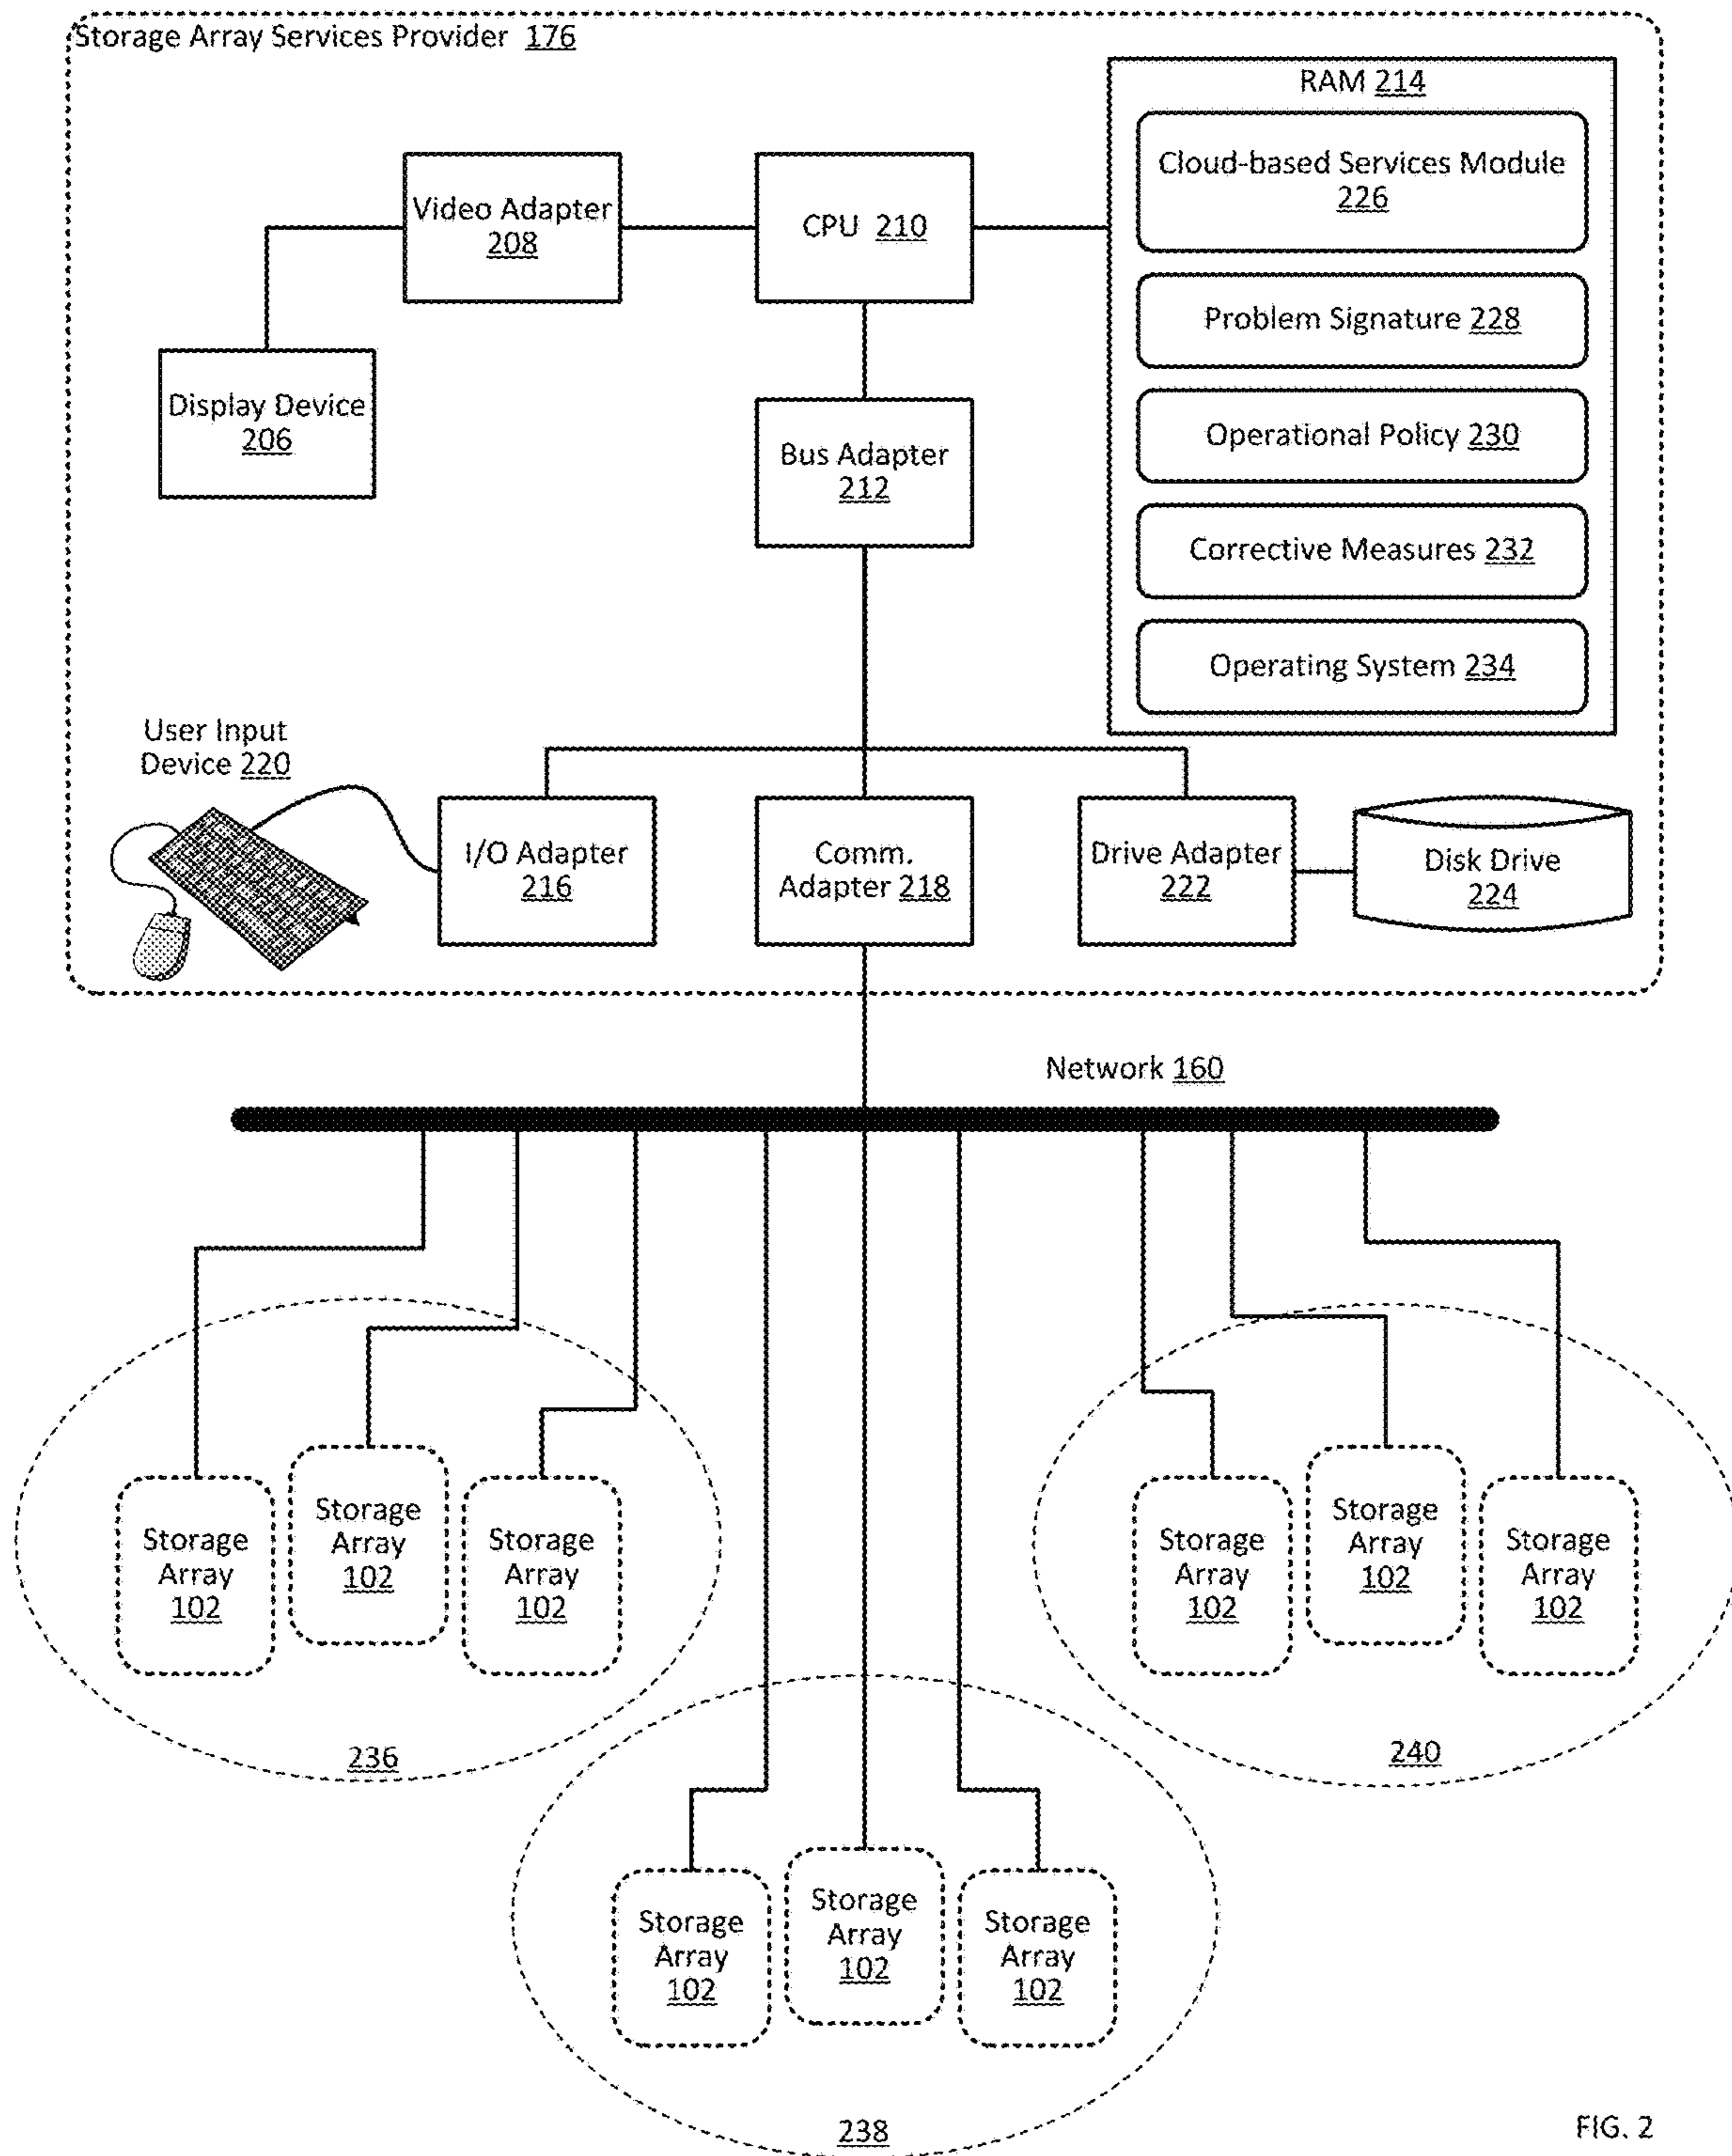 Storage Array Services Provider 176
RAM 214
Cloud-based Services Module
226
Problem Signature 228
Operational Policy 230
Corrective Measures 232
Operating System 234
Video Adapter
208
CPU 210
Display Device
206
Bus Adapter
212
User Input
Device 220
I/O Adapter
216
Comm.
Adapter 218
Drive Adapter
222
Disk Drive
224
Network 160
Storage
Array
102
Storage
Array
102
Storage
Array
102
236
Storage
Array
102
Storage
Array
102
Storage
Array
102
240
Storage
Array
102
Storage
Array
102
Storage
Array
102
238
FIG. 2